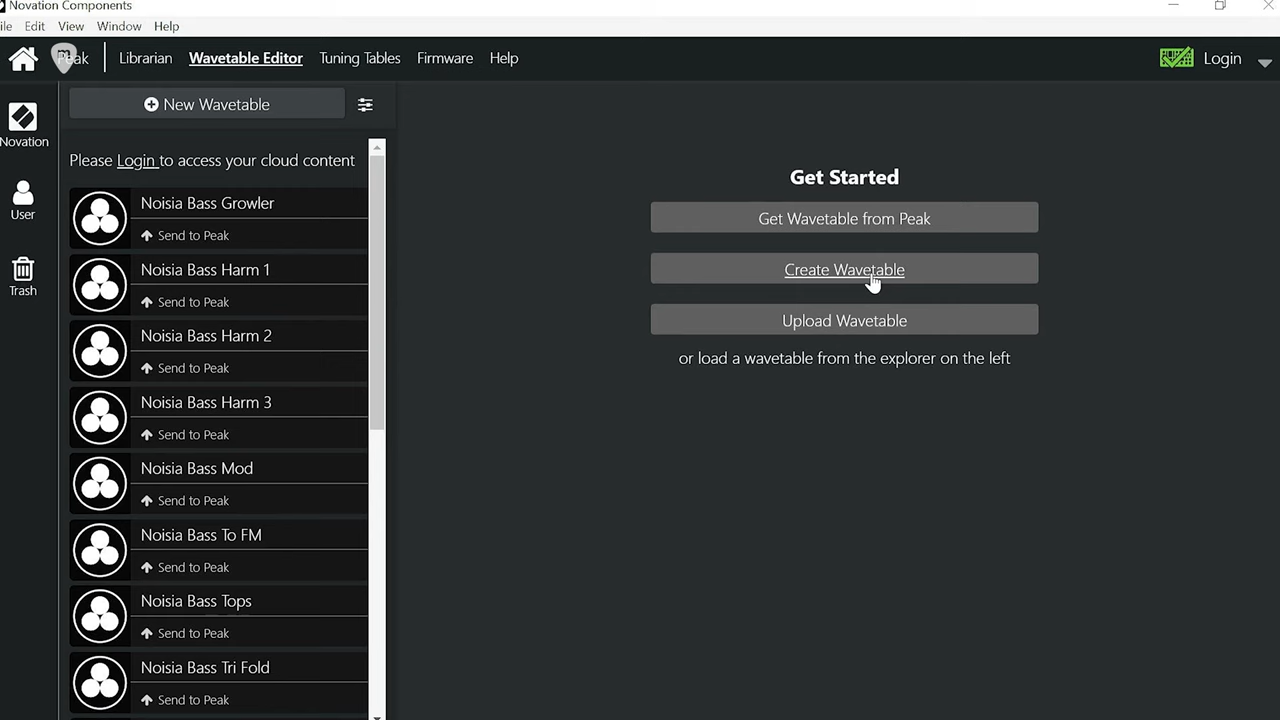 Novation Components
ile Edit View Window Help
Peak Librarian Wavetable Editor Tuning Tables Firmware Help Login
New Wavetable
Novation
Please Login to access your cloud content
Get Started
Noisia Bass Growler
Send to Peak
Get Wavetable from Peak
User
Noisia Bass Harm 1
Send to Peak
Create Wavetable
Trash
Noisia Bass Harm 2
Send to Peak
Upload Wavetable
or load a wavetable from the explorer on the left
Noisia Bass Harm 3
Send to Peak
Noisia Bass Mod
Send to Peak
Noisia Bass To FM
Send to Peak
Noisia Bass Tops
Send to Peak
Noisia Bass Tri Fold
Send to Peak